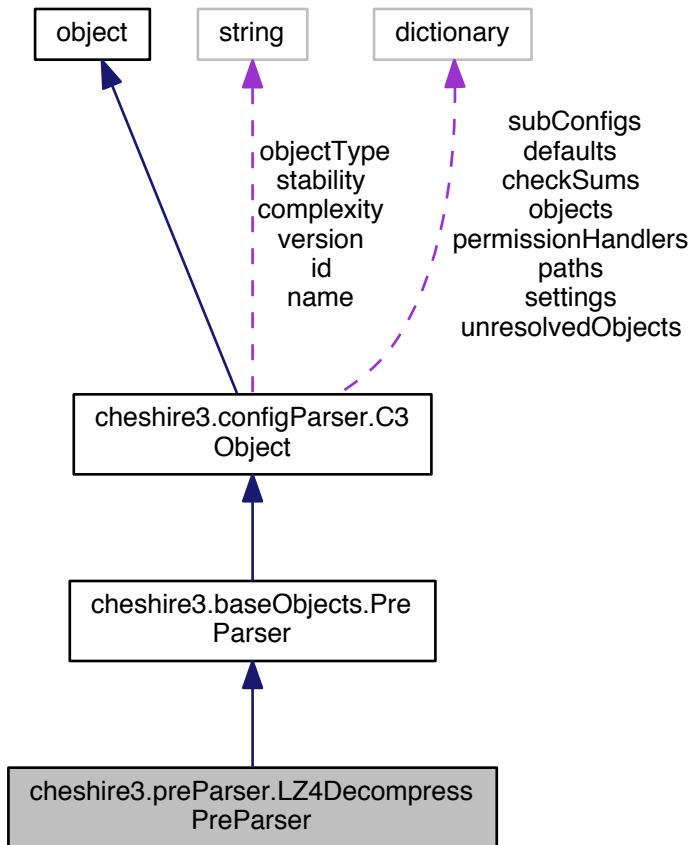 object
string
dictionary
objectType
stability
complexity
version
id
name
subConfigs
defaults
checkSums
objects
permissionHandlers
paths
settings
unresolvedObjects
cheshire3.configParser.C3
Object
cheshire3.baseObjects.Pre
Parser
cheshire3.preParser.LZ4Decompress
PreParser